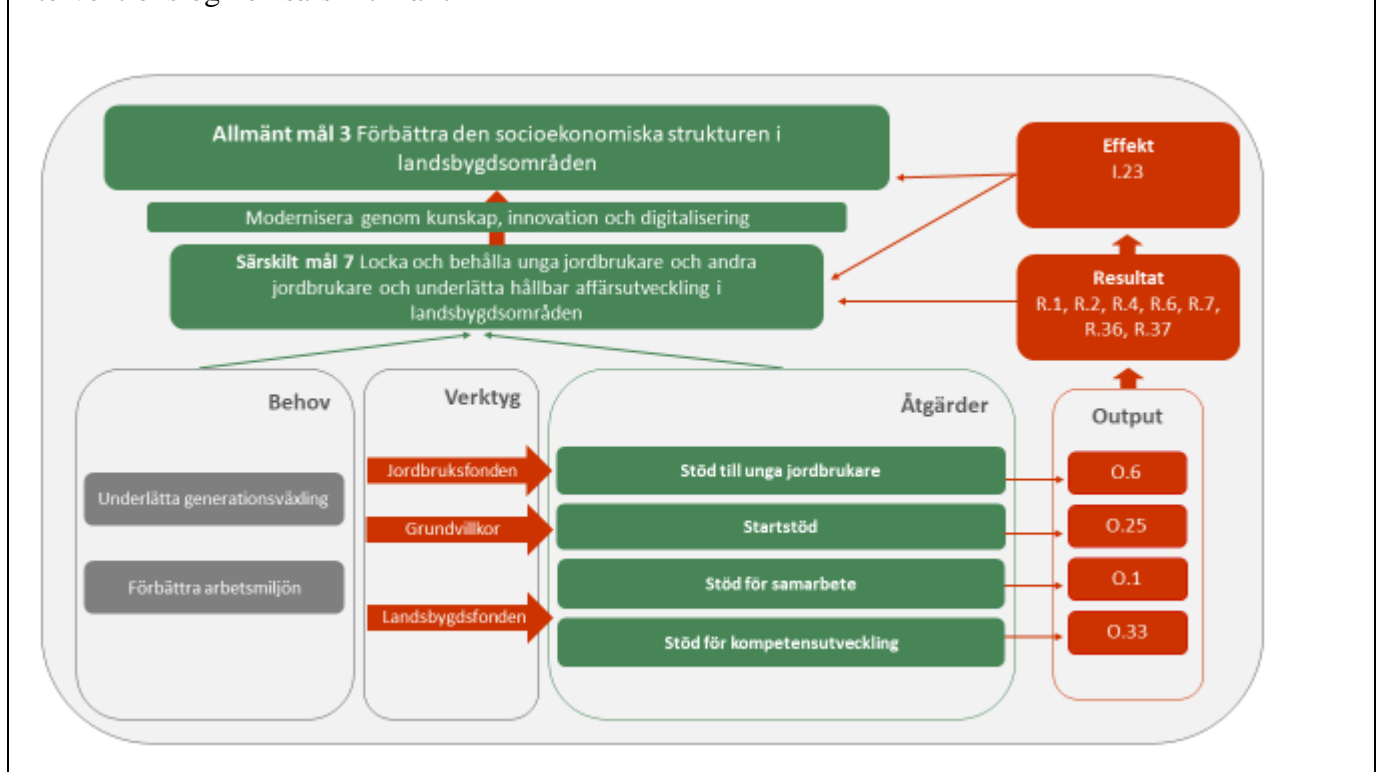 Allmänt mål 3 Förbättra den socioekonomiska strukturen i
landsbygdsområden
Effekt
I.23
Modernisera genom kunskap, innovation och digitalisering
Särskilt mål 7 Locka och behålla unga jordbrukare och andra
jordbrukare och underlätta hållbar affärsutveckling i
landsbygdsområden
Resultat
R.1, R.2, R.4, R.6, R.7,
R.36, R.37
Behov
Underlätta generationsväxling
Förbättra arbetsmiljön
Verktyg
Jordbruksfonden
Grundvillkor
Landsbygdsfonden
Åtgärder
Stöd till unga jordbrukare
Startstöd
Stöd för samarbete
Stöd för kompetensutveckling
Output
O.6
O.25
O.1
O.33